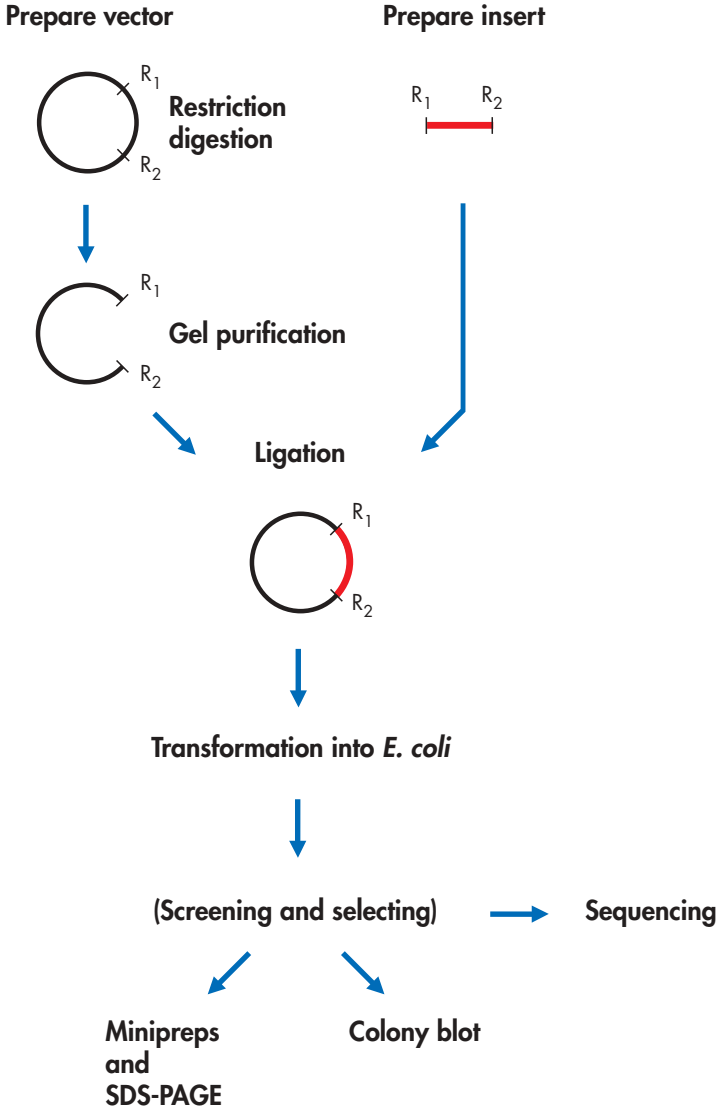 Prepare vector
Prepare insert
R1
Restriction
digestion
R2
R1 R2
R1
Gel purification
R2
Ligation
R1
R2
Transformation into E. coli
(Screening and selecting)
Sequencing
Minipreps
and
SDS-PAGE
Colony blot